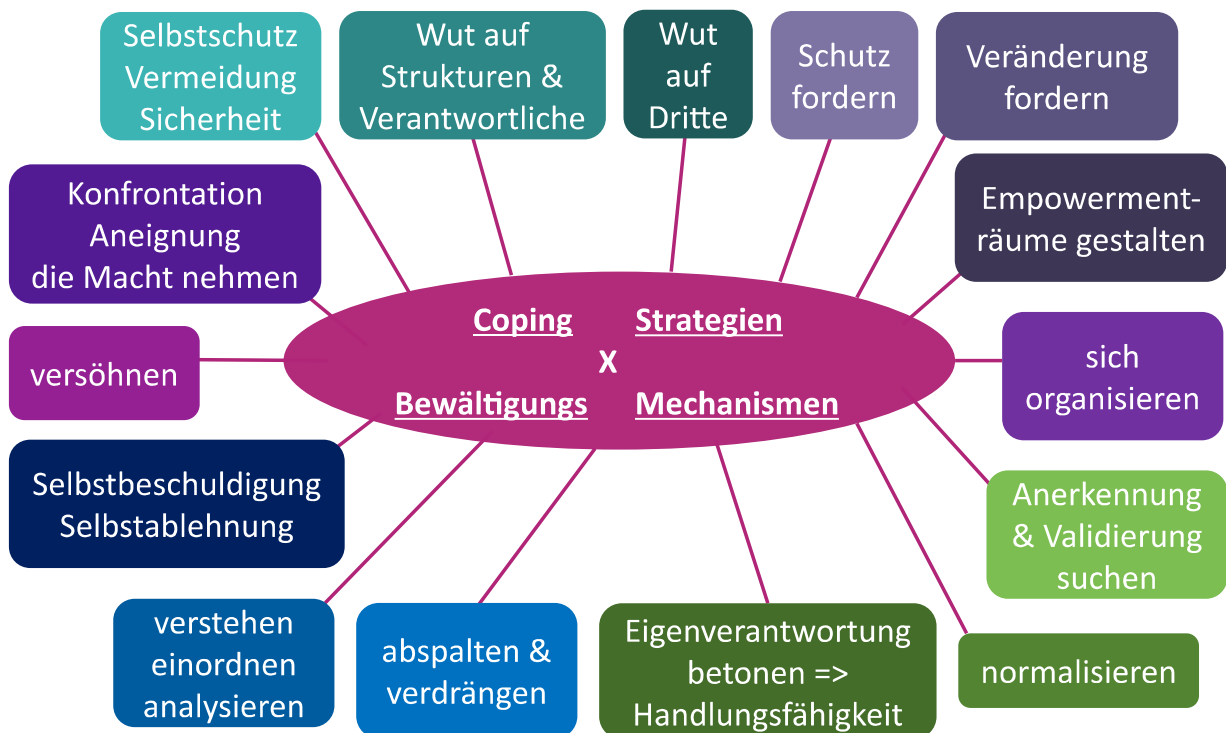 Selbstschutz
Vermeidung
Sicherheit
Wut auf
Strukturen &
Verantwortliche
Wut
auf
Dritte
Schutz
fordern
Veränderung
fordern
Konfrontation
Aneignung
die Macht nehmen
Empowerment-
räume gestalten
Coping Strategien
X
Bewältigungs Mechanismen
versöhnen
sich
organisieren
Selbstbeschuldigung
Selbstablehnung
Anerkennung
& Validierung
suchen
verstehen
einordnen
analysieren
abspalten &
verdrängen
Eigenverantwortung
betonen =>
Handlungsfähigkeit
normalisieren